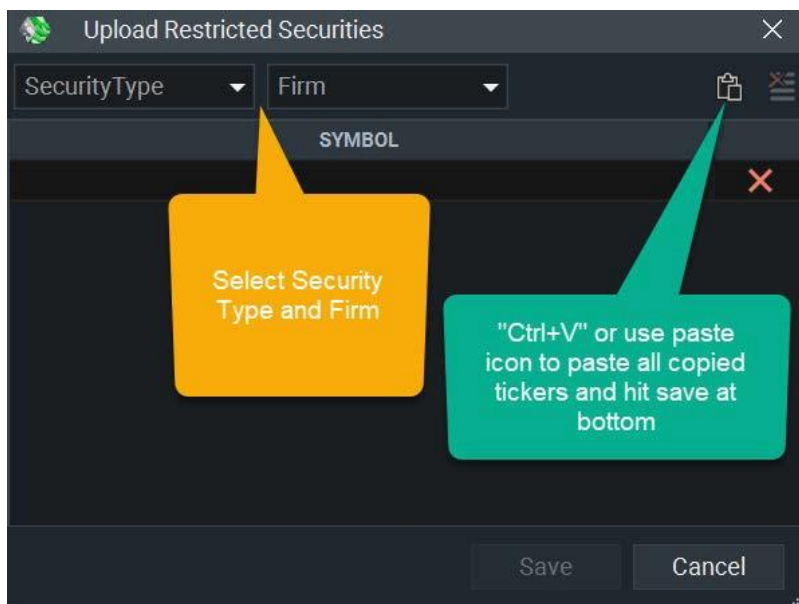 Upload Restricted Securities
SecurityType
Firm
SYMBOL
Select Security
Type and Firm
"Ctrl+V" or use paste
icon to paste all copied
tickers and hit save at
bottom
Save
Cancel